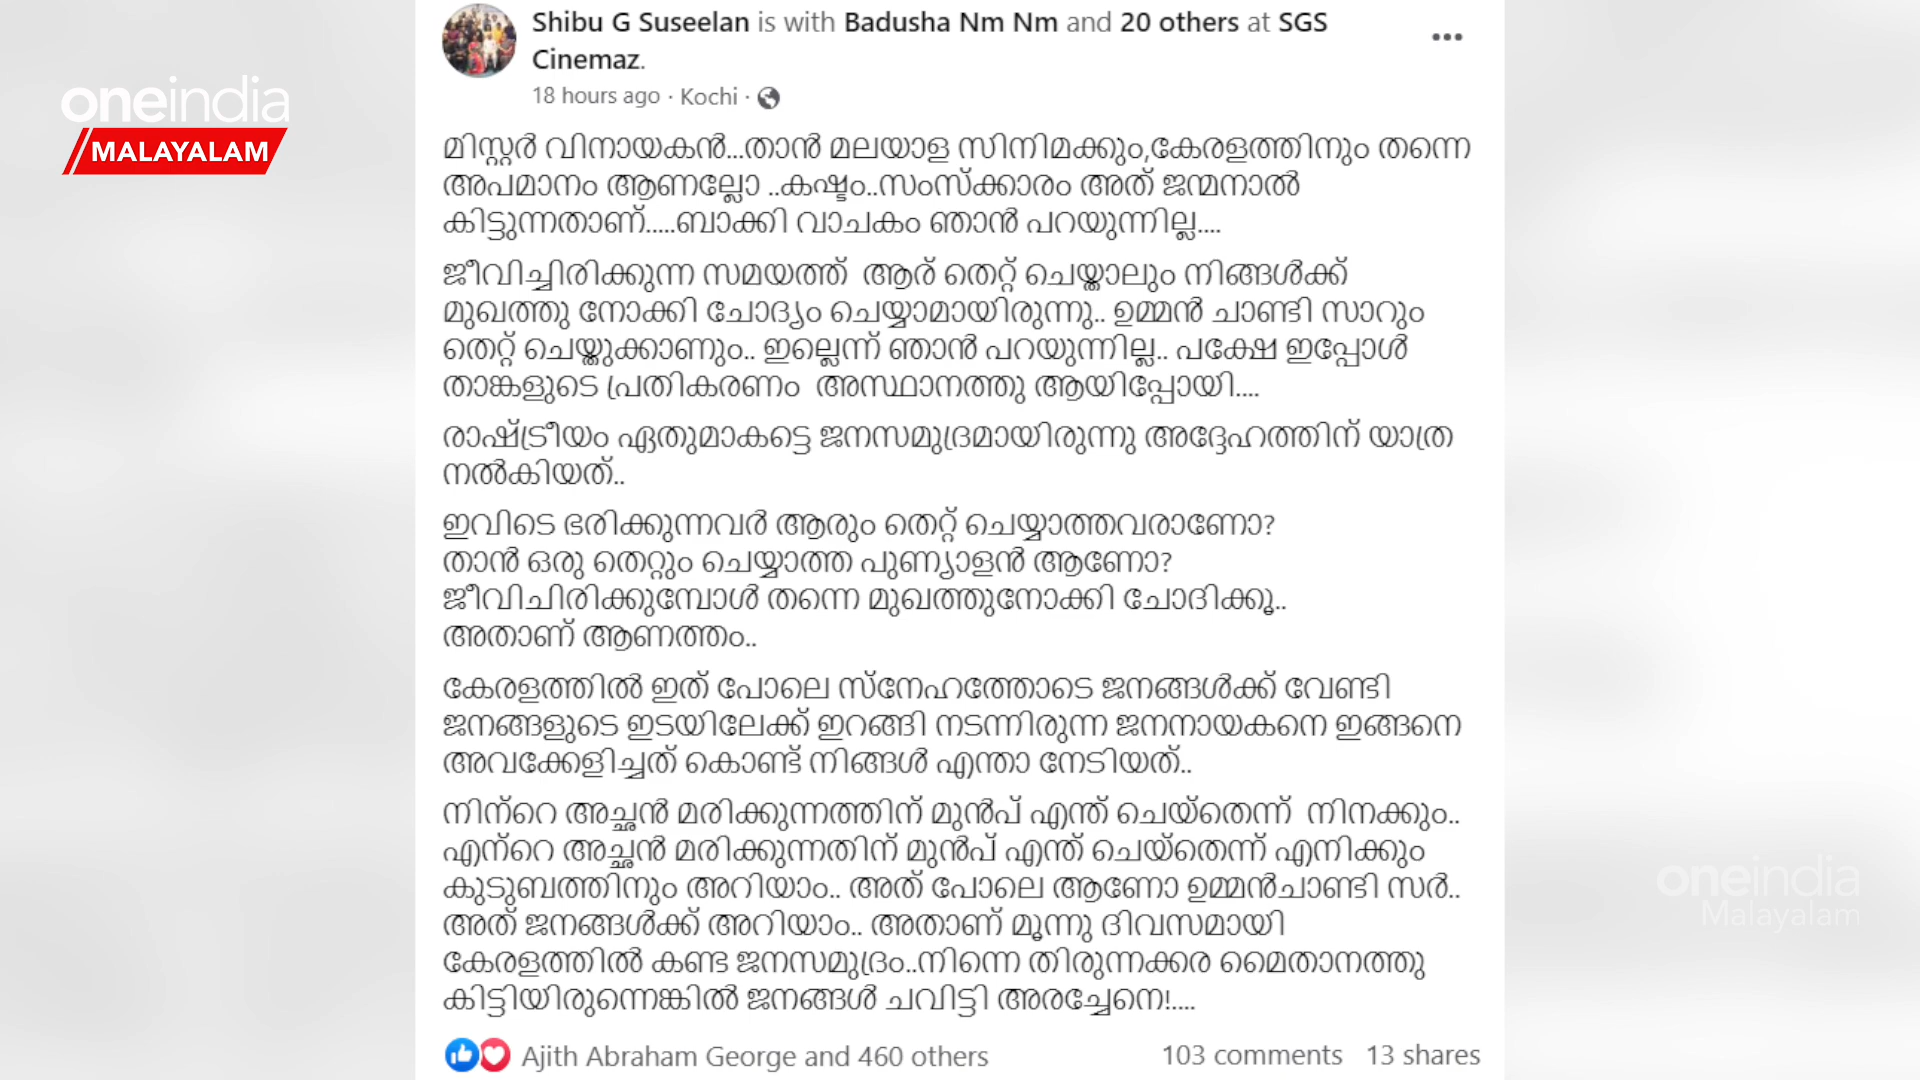 oneindia
MALAYALAM
Shibu G Suseelan is with Badusha Nm Nm and 20 others at SGS
Cinemaz.
18 hours ago · Kochi ·
മിസ്റ്റർ വിനായകൻ...താൻ മലയാള സിനിമക്കും,കേരളത്തിനും തന്നെ
അപമാനം ആണല്ലോ ..കഷ്ടം..സംസ്ക്കാരം അത് ജന്മനാൽ
കിട്ടുന്നതാണ്.....ബാക്കി വാചകം ഞാൻ പറയുന്നില്ല....
ജീവിച്ചിരിക്കുന്ന സമയത്ത്  ആര് തെറ്റ് ചെയ്താലും നിങ്ങൾക്ക്
മുഖത്തു നോക്കി ചോദ്യം ചെയ്യാമായിരുന്നു.. ഉമ്മൻ ചാണ്ടി സാറും
തെറ്റ് ചെയ്തുക്കാണും.. ഇല്ലെന്ന് ഞാൻ പറയുന്നില്ല.. പക്ഷേ ഇപ്പോൾ
താങ്കളുടെ പ്രതികരണം  അസ്ഥാനത്തു ആയിപ്പോയി....
രാഷ്ട്രീയം ഏതുമാകട്ടെ ജനസമുദ്രമായിരുന്നു അദ്ദേഹത്തിന് യാത്ര
നൽകിയത്..
ഇവിടെ ഭരിക്കുന്നവർ ആരും തെറ്റ് ചെയ്യാത്തവരാണോ?
താൻ ഒരു തെറ്റും ചെയ്യാത്ത പുണ്യാളൻ ആണോ?
ജീവിചിരിക്കുമ്പോൾ തന്നെ മുഖത്തുനോക്കി ചോദിക്കൂ..
അതാണ് ആണത്തം..
കേരളത്തിൽ ഇത് പോലെ സ്നേഹത്തോടെ ജനങ്ങൾക്ക് വേണ്ടി
ജനങ്ങളുടെ ഇടയിലേക്ക് ഇറങ്ങി നടന്നിരുന്ന ജനനായകനെ ഇങ്ങനെ
അവക്കേളിച്ചത് കൊണ്ട് നിങ്ങൾ എന്താ നേടിയത്..
നിന്റെ അച്ഛൻ മരിക്കുന്നത്തിന് മുൻപ് എന്ത് ചെയ്തെന്ന്  നിനക്കും..
എന്റെ അച്ഛൻ മരിക്കുന്നതിന് മുൻപ് എന്ത് ചെയ്തെന്ന് എനിക്കും
കുടുബത്തിനും അറിയാം.. അത് പോലെ ആണോ ഉമ്മൻചാണ്ടി സർ..
അത് ജനങ്ങൾക്ക് അറിയാം.. അതാണ് മൂന്നു ദിവസമായി
കേരളത്തിൽ കണ്ട ജനസമുദ്രം..നിന്നെ തിരുന്നക്കര മൈതാനത്തു
കിട്ടിയിരുന്നെങ്കിൽ ജനങ്ങൾ ചവിട്ടി അരച്ചേനെ!....
Ajith Abraham George and 460 others
103 comments 13 shares
oneindia
Malayalam